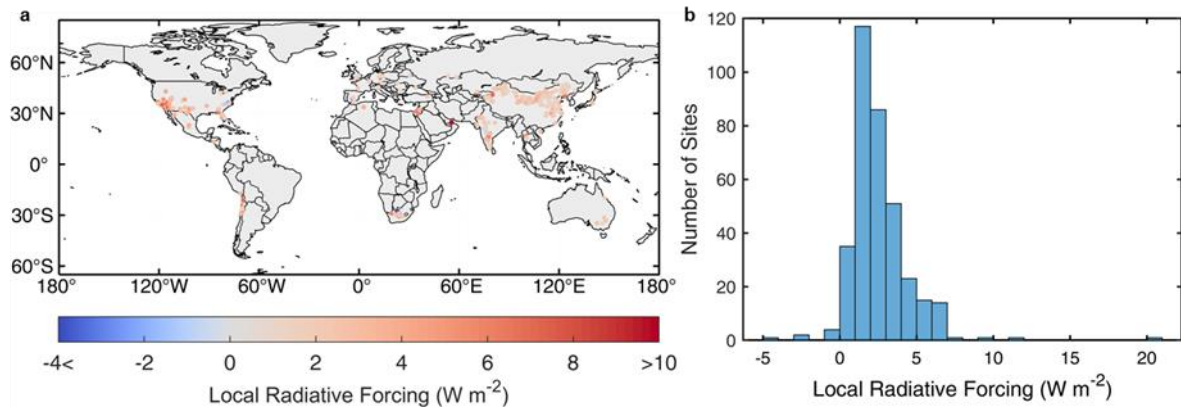 a
60°N
30°N
0°
30°S
60°S
180° 120°W 60°W 0° 60°E 120°E 180°
-4< -2 0 2 4 6 8 >10
Local Radiative Forcing (W m-2)
b
Number of Sites
120
100
80
60
40
20
0
-5 0 5 10 15 20
Local Radiative Forcing (W m-2)